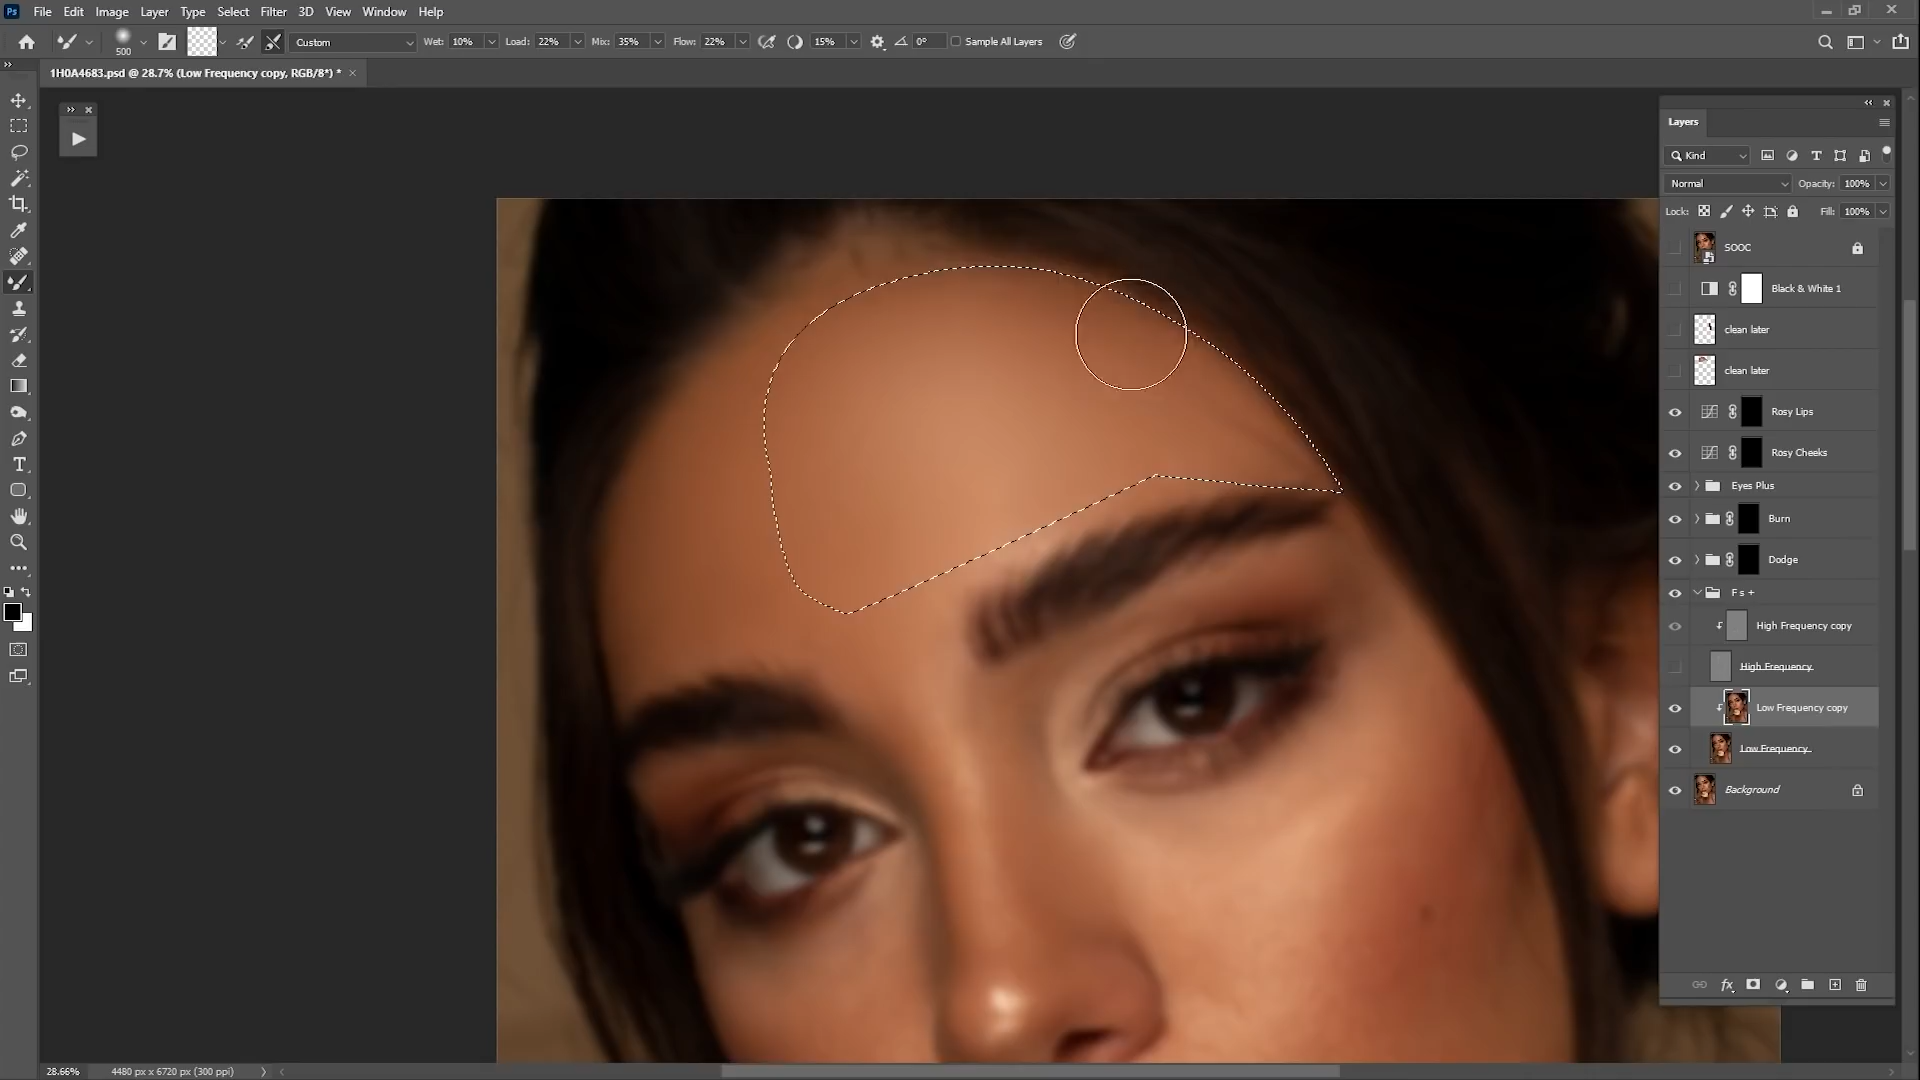 Ps File Edit Image Layer Type Select Filter 3D View Window Help
500 Custom Wet: 10% Load: 22% Mix: 35% Flow: 22% 15% 0° Sample All Layers
1H0A4683.psd @ 28.7% (Low Frequency copy, RGB/8*) *
Layers
Kind
Normal Opacity: 100%
Lock: Fill: 100%
SOOC
Black & White 1
clean later
clean later
Rosy Lips
Rosy Cheeks
Eyes Plus
Burn
Dodge
F s +
High Frequency copy
High Frequency
Low Frequency copy
Low Frequency
Background
28.66% 4480 px x 6720 px (300 ppi)